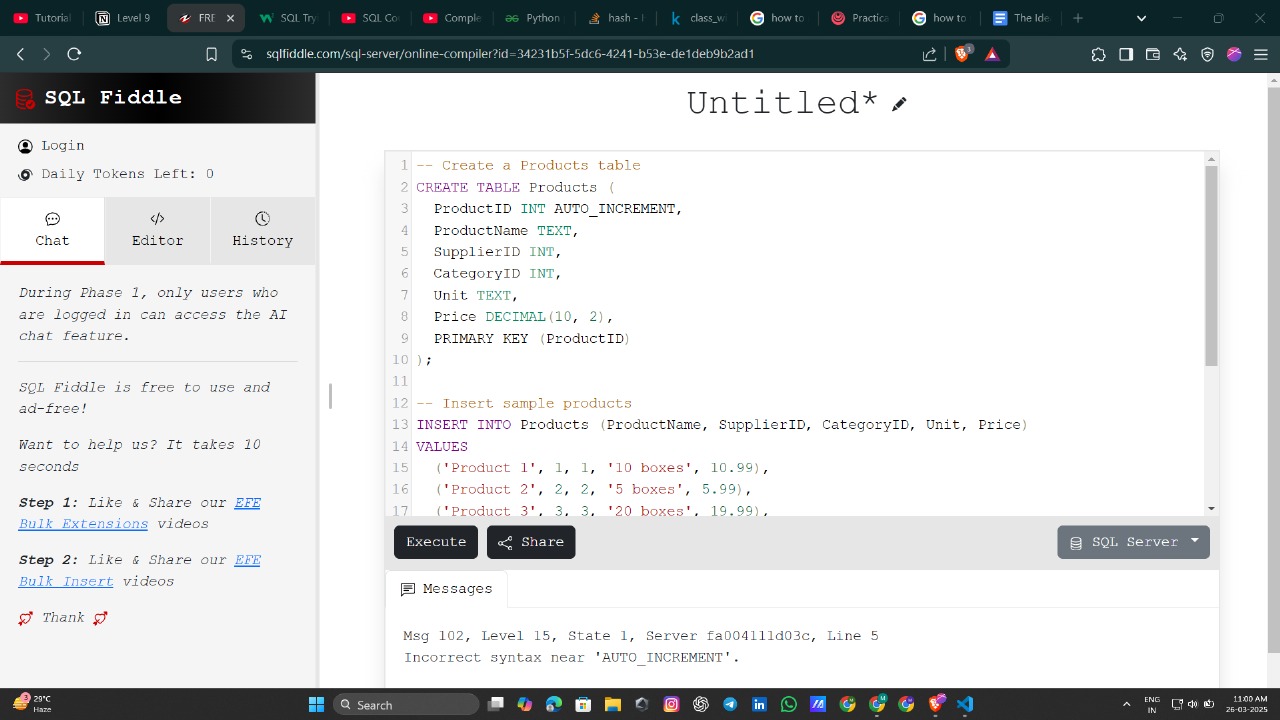 Tutorial
Level 9
FRE
SQL Try
SQL Co
Comple
Python
hash -
class_w
how to
Practica
how to
The Ide
sqlfiddle.com/sql-server/online-compiler?id=34231b5f-5dc6-4241-b53e-de1deb9b2ad1
3
SQL Fiddle
Login
Daily Tokens Left: 0
Chat
Editor
History
During Phase 1, only users who
are logged in can access the AI
chat feature.
SQL Fiddle is free to use and
ad-free!
Want to help us? It takes 10
seconds
Step 1: Like & Share our EFE
Bulk Extensions videos
Step 2: Like & Share our EFE
Bulk Insert videos
Thank
Untitled*
1 -- Create a Products table
2 CREATE TABLE Products (
3 ProductID INT AUTO_INCREMENT,
4 ProductName TEXT,
5 SupplierID INT,
6 CategoryID INT,
7 Unit TEXT,
8 Price DECIMAL(10, 2),
9 PRIMARY KEY (ProductID)
10 );
11
12 -- Insert sample products
13 INSERT INTO Products (ProductName, SupplierID, CategoryID, Unit, Price)
14 VALUES
15 ('Product 1', 1, 1, '10 boxes', 10.99),
16 ('Product 2', 2, 2, '5 boxes', 5.99),
17 ('Product 3', 3, 3, '20 boxes', 19.99),
Execute
Share
SQL Server
Messages
Msg 102, Level 15, State 1, Server fa004111d03c, Line 5
Incorrect syntax near 'AUTO_INCREMENT'.
3
29°C
Haze
Search
ENG
IN
11:00 AM
26-03-2025